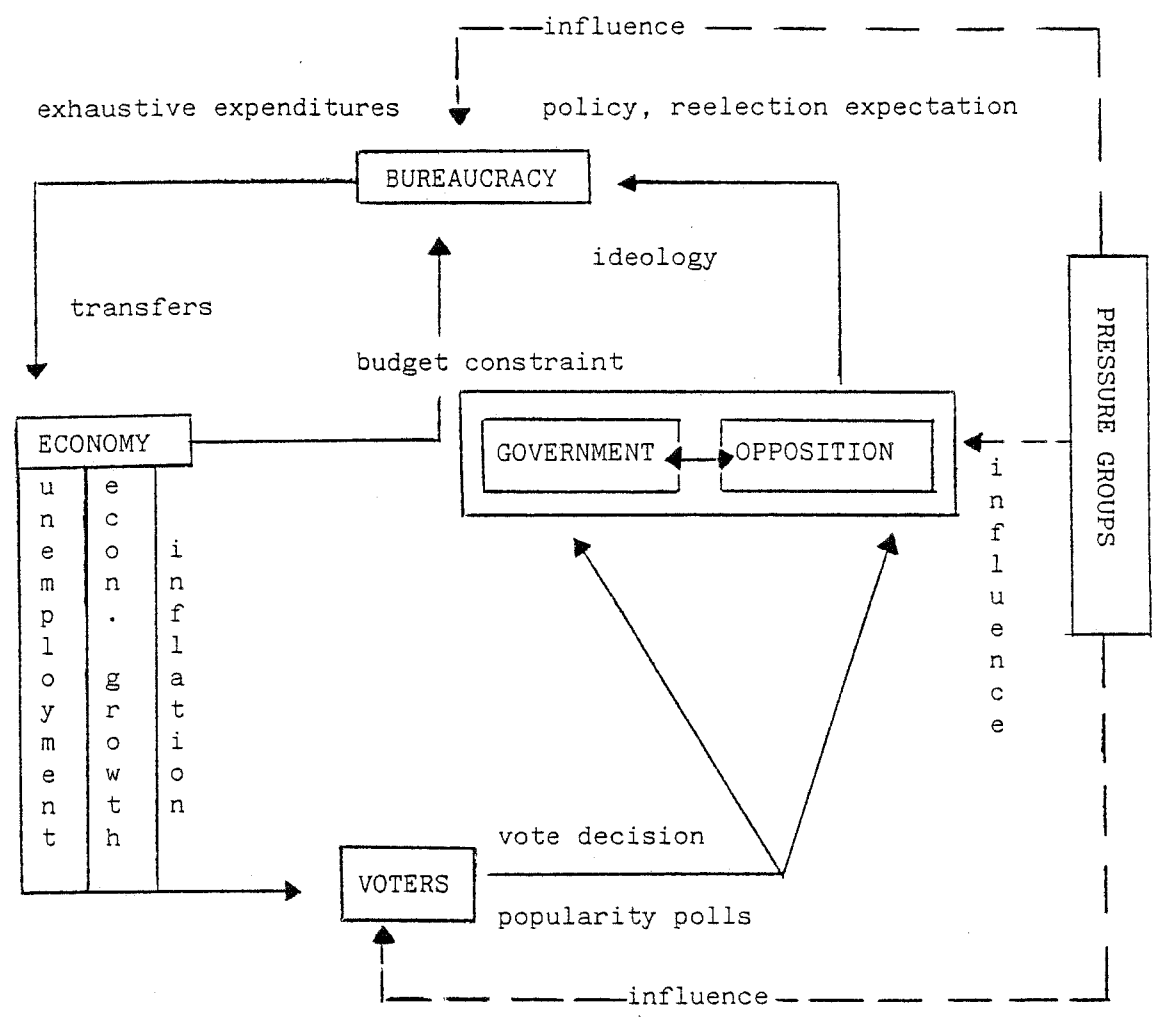 influence
exhaustive expenditures
policy, reelection expectation
BUREAUCRACY
ideology
transfers
budget constraint
PRESSURE GROUPS
ECONOMY
GOVERNMENT
OPPOSITION
influence
unemployment
econ. growth
inflation
vote decision
VOTERS
popularity polls
influence